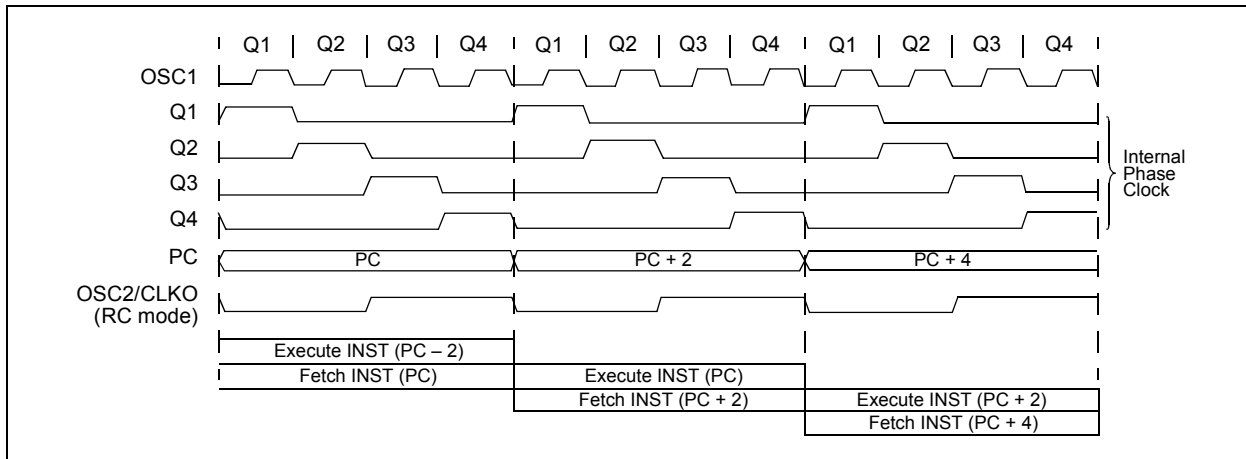 Q1 Q2 Q3 Q4 Q1 Q2 Q3 Q4 Q1 Q2 Q3 Q4
OSC1
Q1
Q2
Q3
Q4
Internal
Phase
Clock
PC PC PC + 2 PC + 4
OSC2/CLKO
(RC mode)
Execute INST (PC – 2)
Fetch INST (PC) Execute INST (PC)
Fetch INST (PC + 2) Execute INST (PC + 2)
Fetch INST (PC + 4)